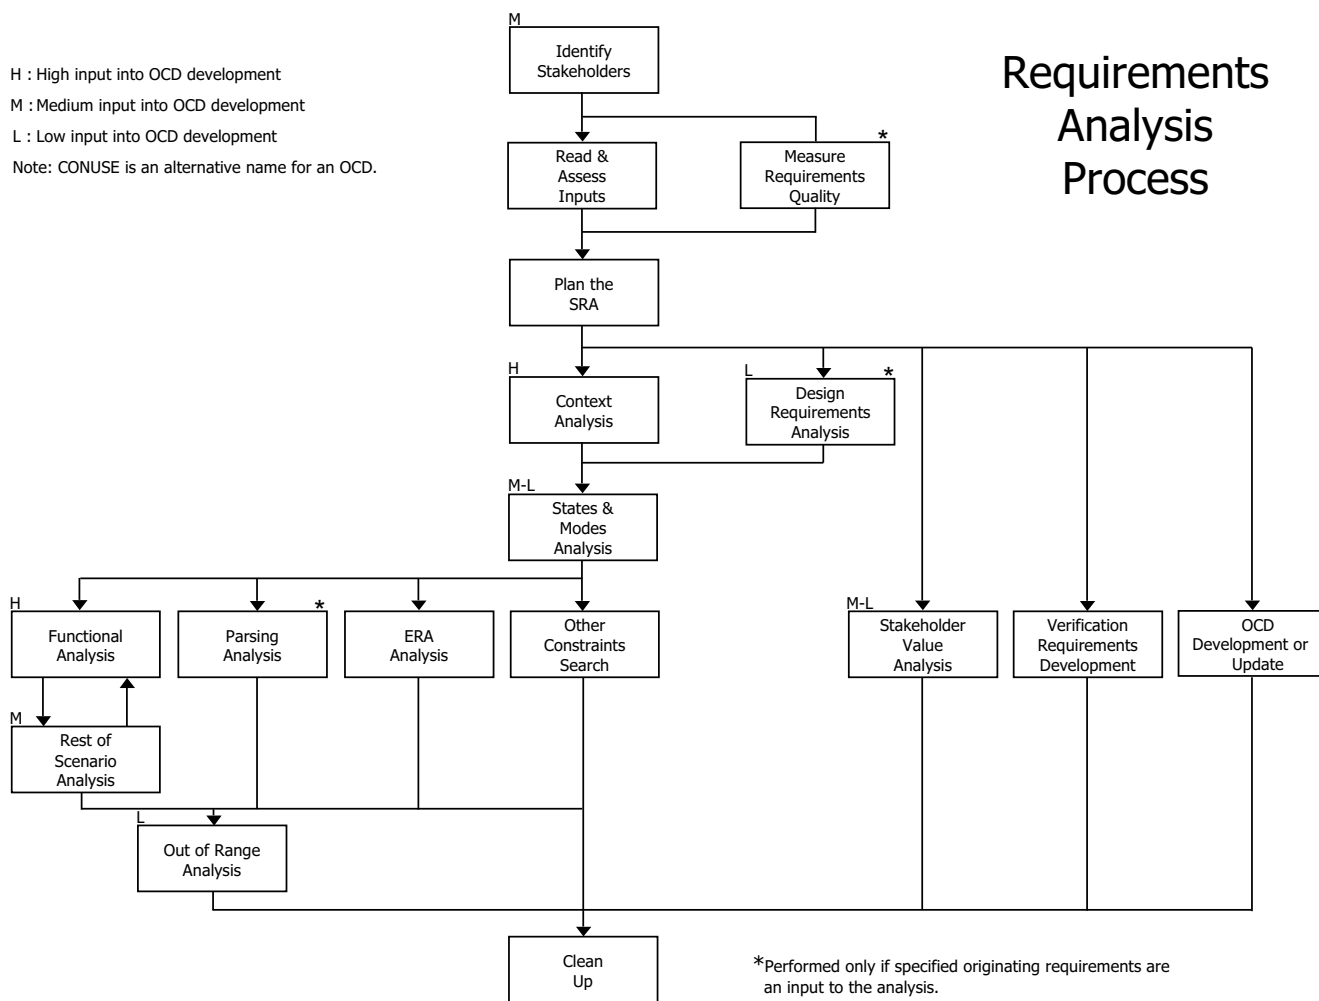 M
Identify
Stakeholders
Requirements
Analysis
Process
H : High input into OCD development
M : Medium input into OCD development
L : Low input into OCD development
Note: CONUSE is an alternative name for an OCD.
Read &
Assess
Inputs
*
Measure
Requirements
Quality
Plan the
SRA
H
Context
Analysis
L
*
Design
Requirements
Analysis
M-L
States &
Modes
Analysis
H
Functional
Analysis
*
Parsing
Analysis
ERA
Analysis
Other
Constraints
Search
M-L
Stakeholder
Value
Analysis
Verification
Requirements
Development
OCD
Development or
Update
M
Rest of
Scenario
Analysis
L
Out of Range
Analysis
Clean
Up
*Performed only if specified originating requirements are
an input to the analysis.